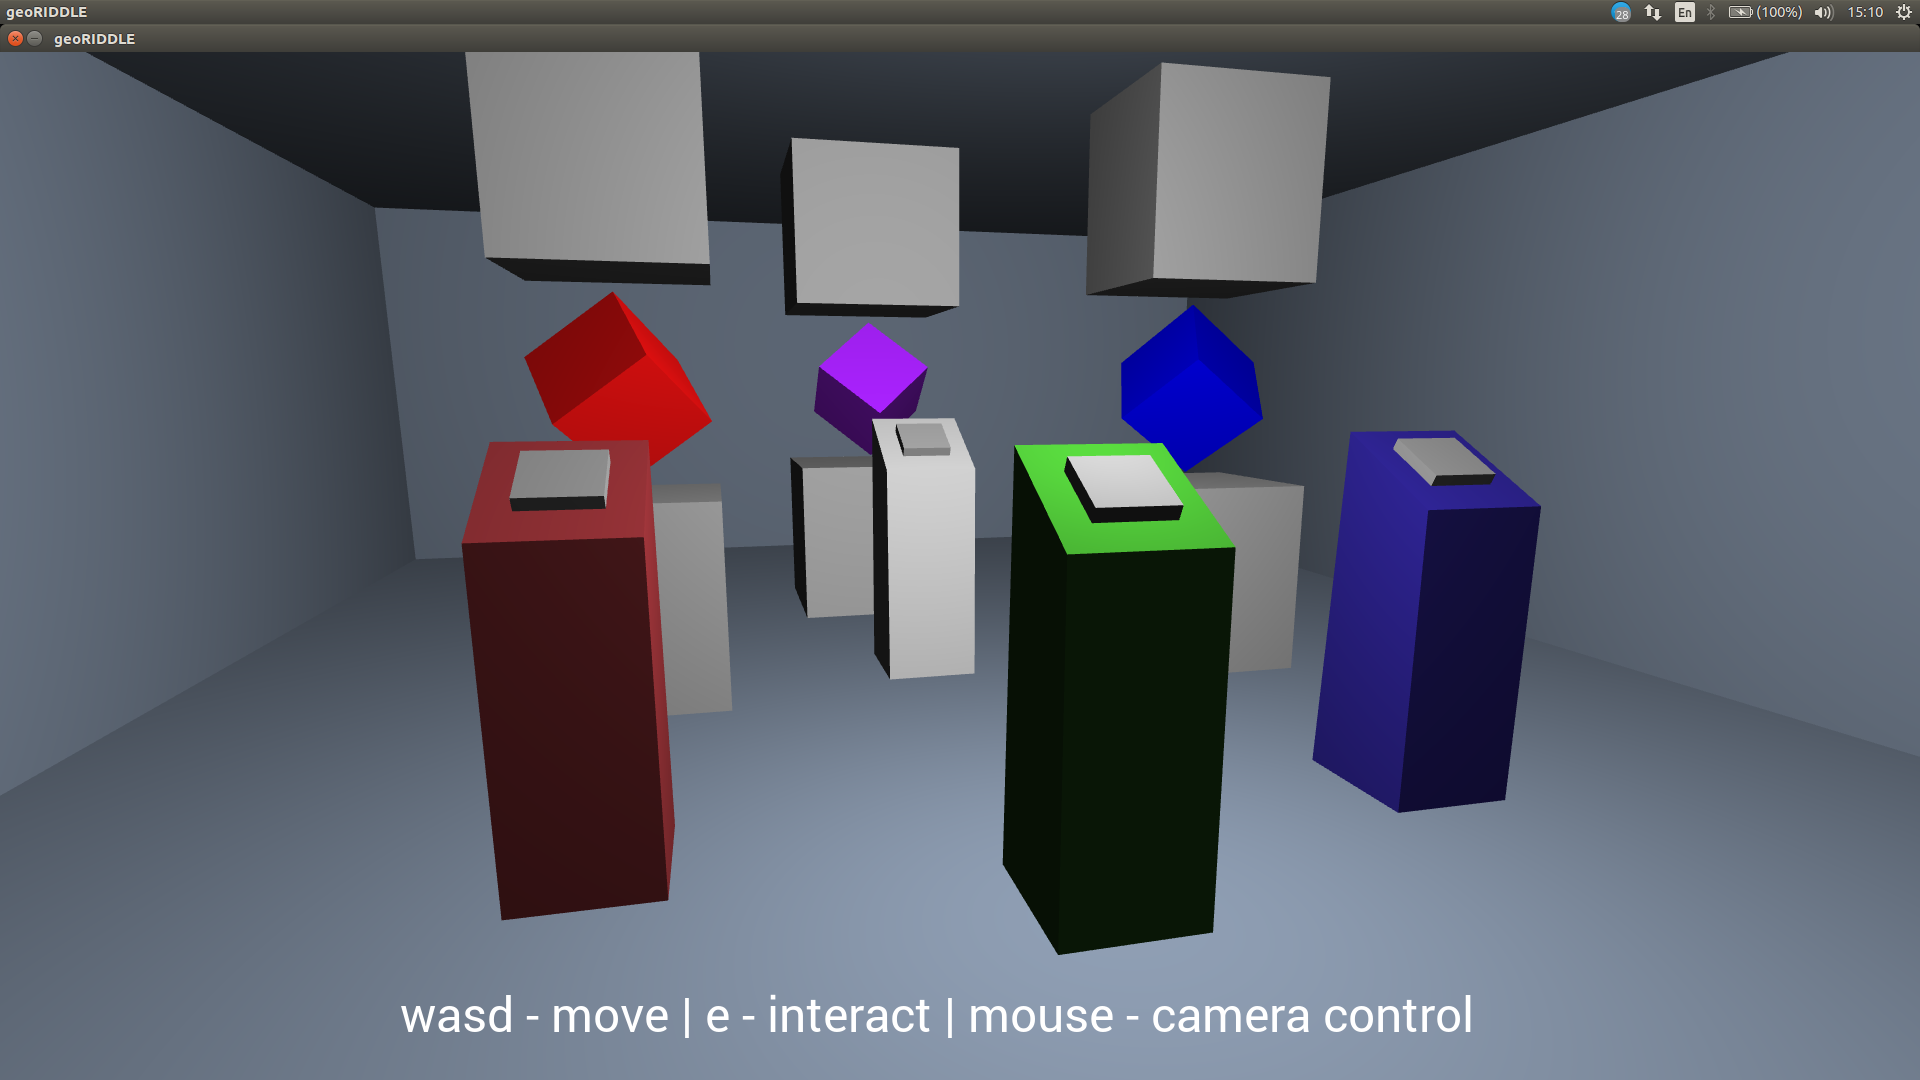 geoRIDDLE
28 En (100%) 15:10
geoRIDDLE
wasd - move | e - interact | mouse - camera control